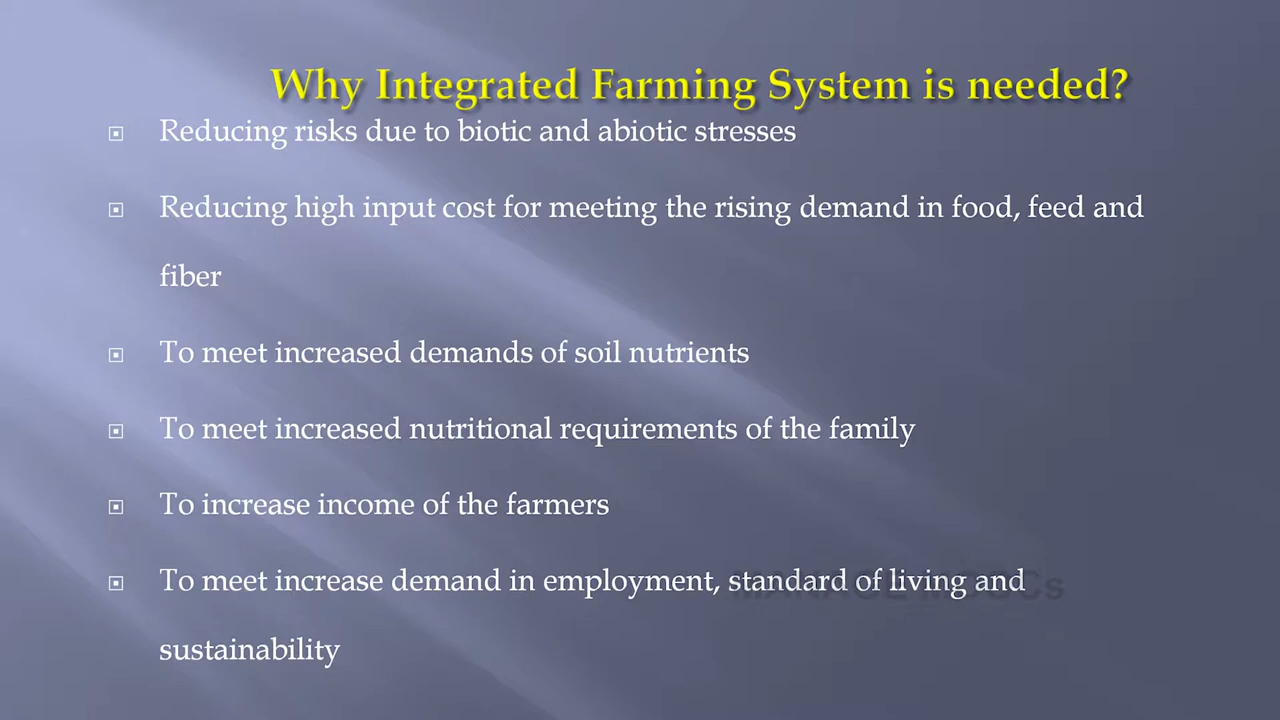 Why Integrated Farming System is needed?
Reducing risks due to biotic and abiotic stresses
Reducing high input cost for meeting the rising demand in food, feed and
fiber
To meet increased demands of soil nutrients
To meet increased nutritional requirements of the family
To increase income of the farmers
To meet increase demand in employment, standard of living and
sustainability
MANAGE MOOCs